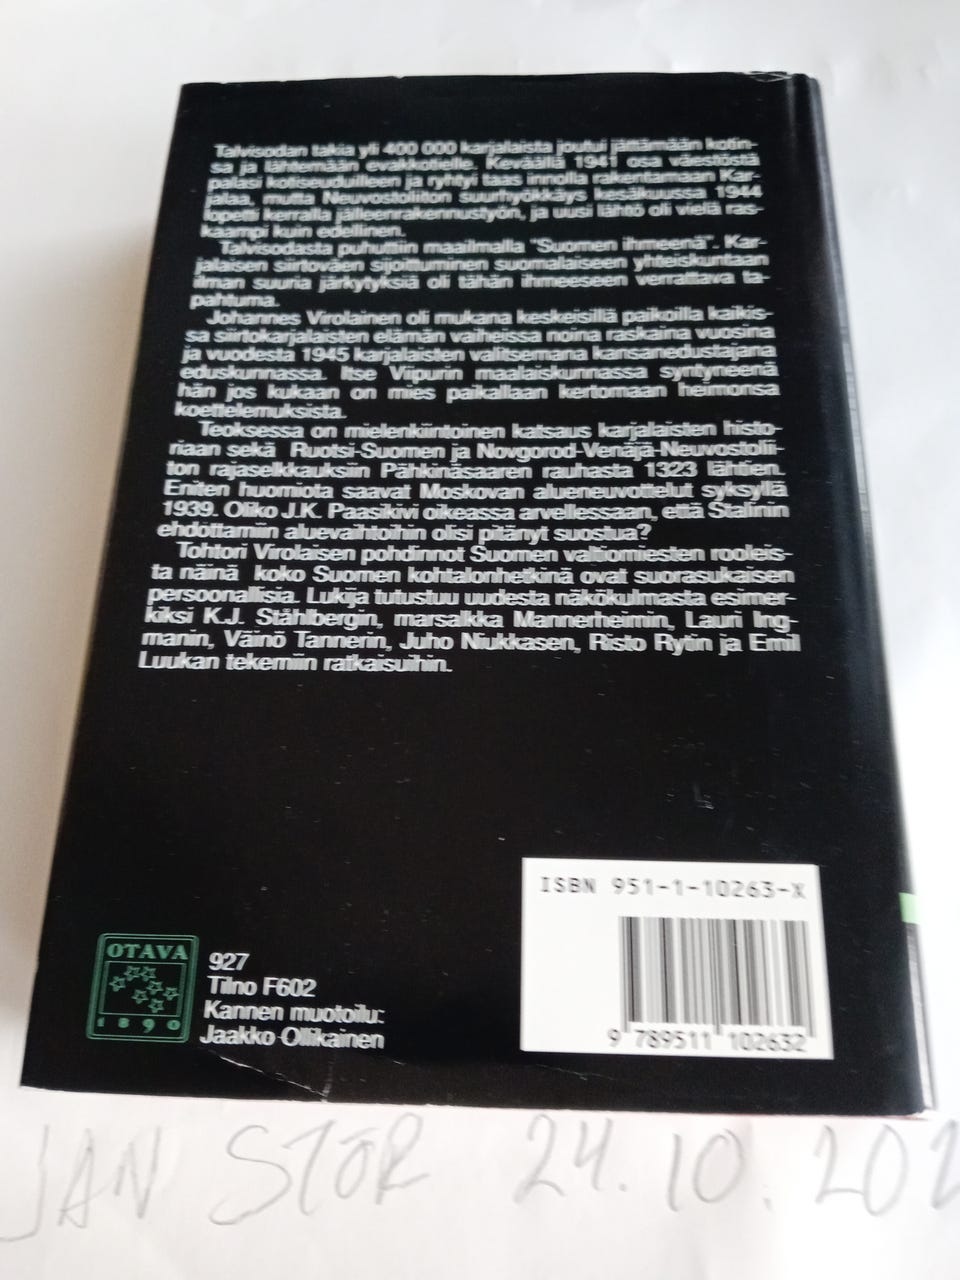 Talvisodan takia yli 400 000 karjalaista joutui jättämään kotin-
sa ja lähtemään evakkotielle. Keväällä 1941 osa väestöstä
palasi kotiseuduilleen ja ryhtyi taas innolla rakentamaan Kar-
jalaa, mutta Neuvostoliiton suurhyökkäys kesäkuussa 1944
lopetti kerralla jälleenrakennustyön, ja uusi lähtö oli vielä ras-
kaampi kuin edellinen.
Talvisodasta puhuttiin maailmalla "Suomen ihmeenä". Kar-
jalaisen siirtoväen sijoittuminen suomalaiseen yhteiskuntaan
ilman suuria järkytyksiä oli tähän ihmeeseen verrattava ta-
pahtuma.
Johannes Virolainen oli mukana keskeisillä paikoilla kaikis-
sa siirtokarjalaisten elämän vaiheissa noina raskaina vuosina
ja vuodesta 1945 karjalaisten valitsemana kansanedustajana
eduskunnassa. Itse Viipurin maalaiskunnassa syntyneenä
hän jos kukaan on mies paikallaan kertomaan heimonsa
koettelemuksista.
Teoksessa on mielenkiintoinen katsaus karjalaisten histo-
riaan sekä Ruotsi-Suomen ja Novgorod-Venäjä-Neuvostolii-
ton rajaselkkauksiin Pähkinäsaaren rauhasta 1323 lähtien.
Eniten huomiota saavat Moskovan alueneuvottelut syksyllä
1939. Oliko J.K. Paasikivi oikeassa arvellessaan, että Stalinin
ehdottamiin aluevaihtoihin olisi pitänyt suostua?
Tohtori Virolaisen pohdinnot Suomen valtiomiesten rooleis-
ta näinä koko Suomen kohtalonhetkinä ovat suorasukaisen
persoonallisia. Lukija tutustuu uudesta näkökulmasta esimer-
kiksi K.J. Ståhlbergin, marsalkka Mannerheimin, Lauri Ing-
manin, Väinö Tannerin, Juho Niukkasen, Risto Rytin ja Emil
Luukan tekemiin ratkaisuihin.
ISBN 951-1-10263-X
9 789511 102632
OTAVA
1890
927
Tilno F602
Kannen muotoilu:
Jaakko Ollikainen
JAN STÖR 24.10.202